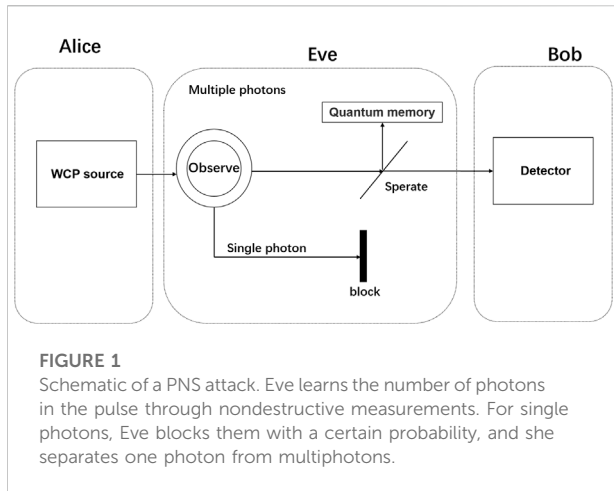 Alice
Eve
Bob
Multiple photons
Quantum memory
WCP source
Observe
Sperate
Detector
Single photon
block
FIGURE 1
Schematic of a PNS attack. Eve learns the number of photons
in the pulse through nondestructive measurements. For single
photons, Eve blocks them with a certain probability, and she
separates one photon from multiphotons.